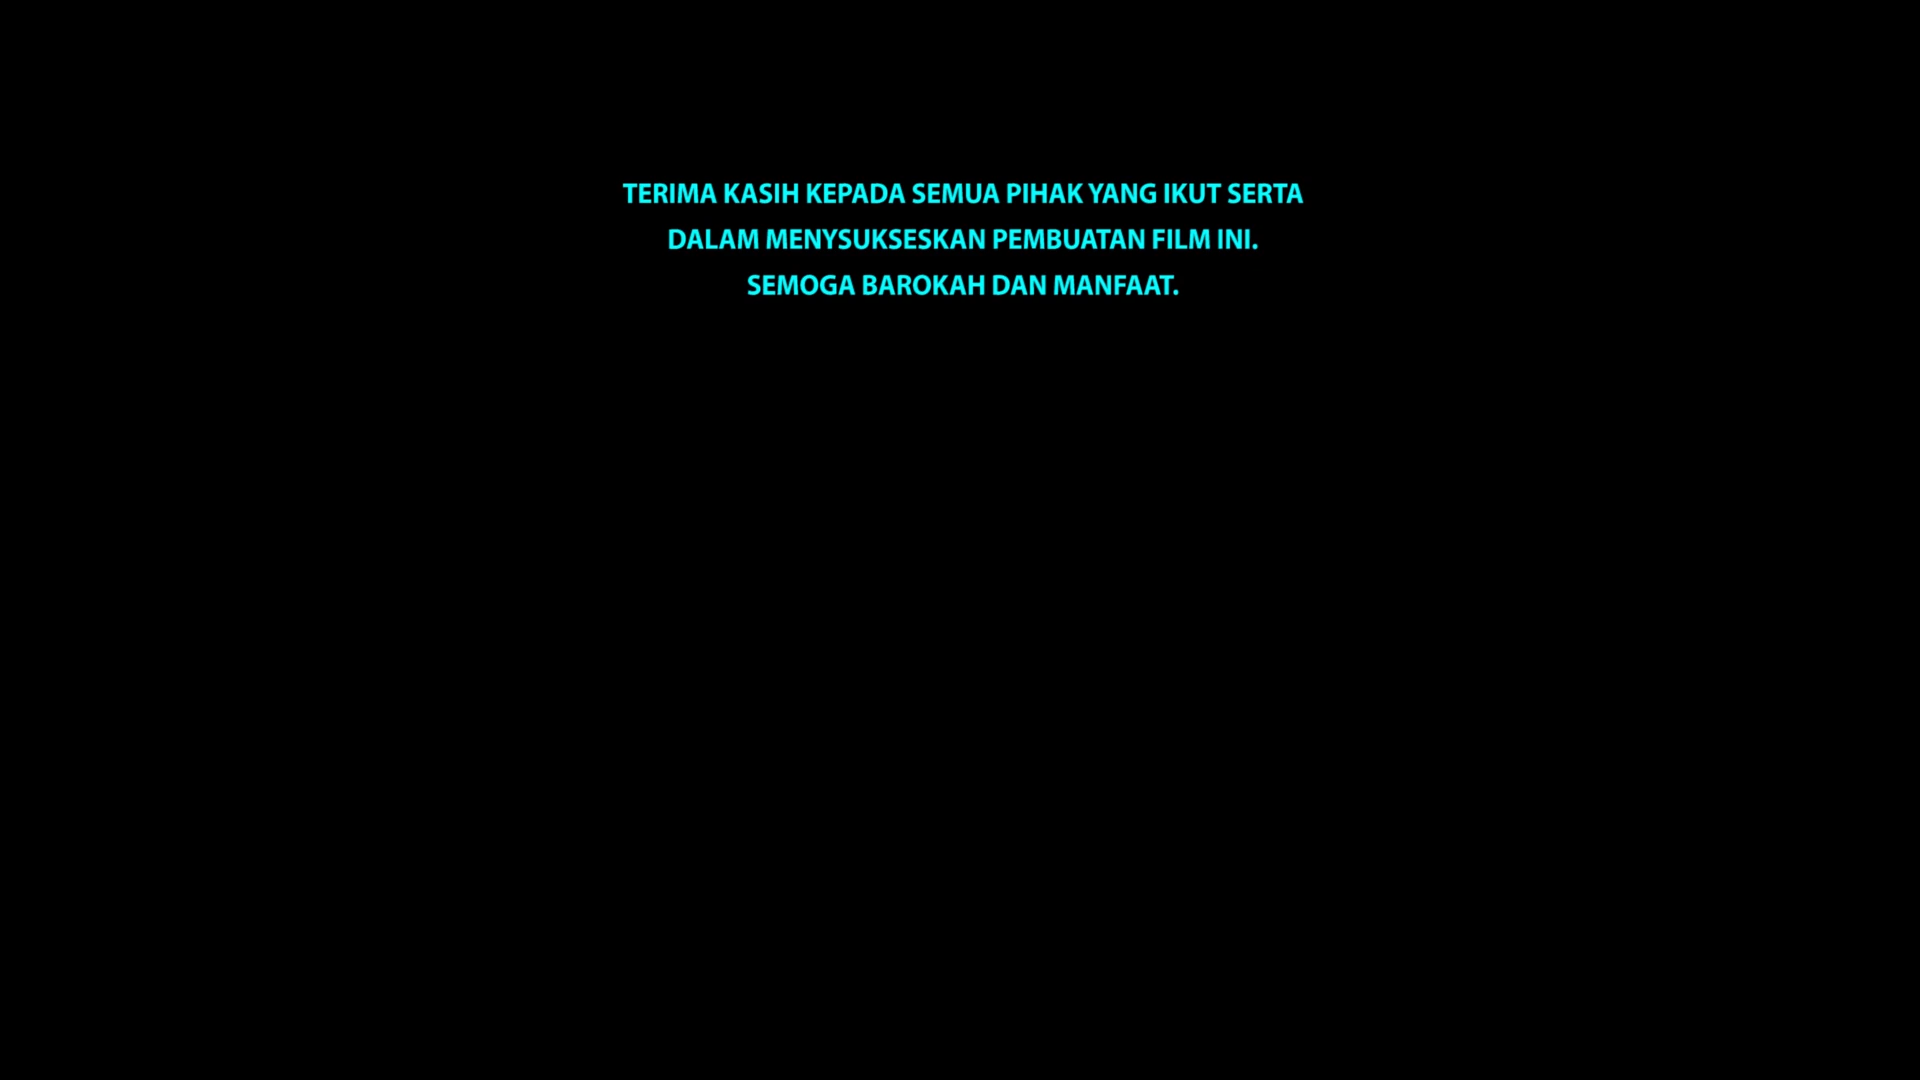 TERIMA KASIH KEPADA SEMUA PIHAK YANG IKUT SERTA
DALAM MENYSUKSESKAN PEMBUATAN FILM INI.
SEMOGA BAROKAH DAN MANFAAT.